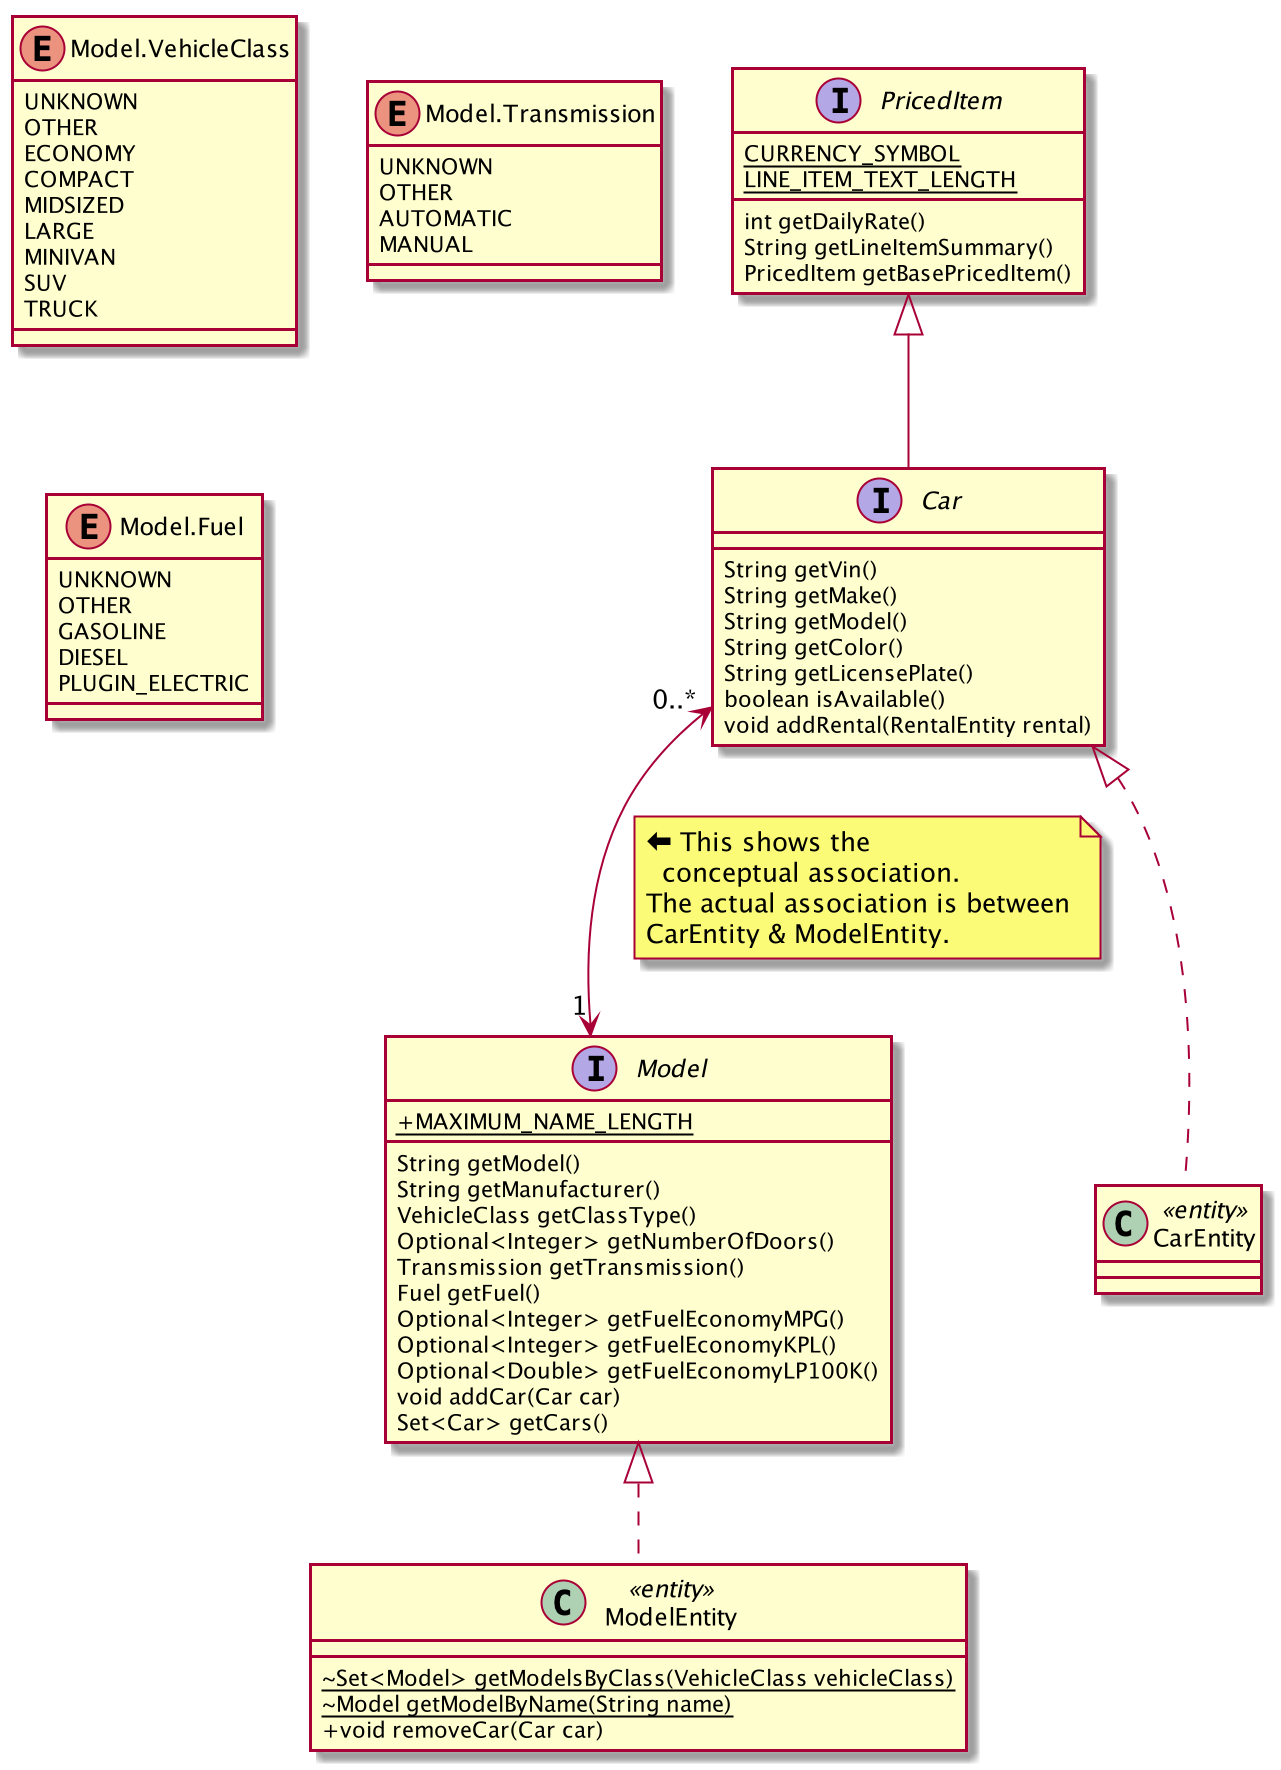 E Model.VehicleClass
UNKNOWN
OTHER
ECONOMY
COMPACT
MIDSIZED
LARGE
MINIVAN
SUV
TRUCK
E Model.Transmission
UNKNOWN
OTHER
AUTOMATIC
MANUAL
I PricedItem
CURRENCY_SYMBOL
LINE_ITEM_TEXT_LENGTH
int getDailyRate()
String getLineItemSummary()
PricedItem getBasePricedItem()
E Model.Fuel
UNKNOWN
OTHER
GASOLINE
DIESEL
PLUGIN_ELECTRIC
I Car
String getVin()
String getMake()
String getModel()
String getColor()
String getLicensePlate()
boolean isAvailable()
void addRental(RentalEntity rental)
0..*
⬅ This shows the
conceptual association.
The actual association is between
CarEntity & ModelEntity.
1
I Model
+MAXIMUM_NAME_LENGTH
String getModel()
String getManufacturer()
VehicleClass getClassType()
Optional<Integer> getNumberOfDoors()
Transmission getTransmission()
Fuel getFuel()
Optional<Integer> getFuelEconomyMPG()
Optional<Integer> getFuelEconomyKPL()
Optional<Double> getFuelEconomyLP100K()
void addCar(Car car)
Set<Car> getCars()
C «entity»
CarEntity
C «entity»
ModelEntity
~Set<Model> getModelsByClass(VehicleClass vehicleClass)
~Model getModelByName(String name)
+void removeCar(Car car)